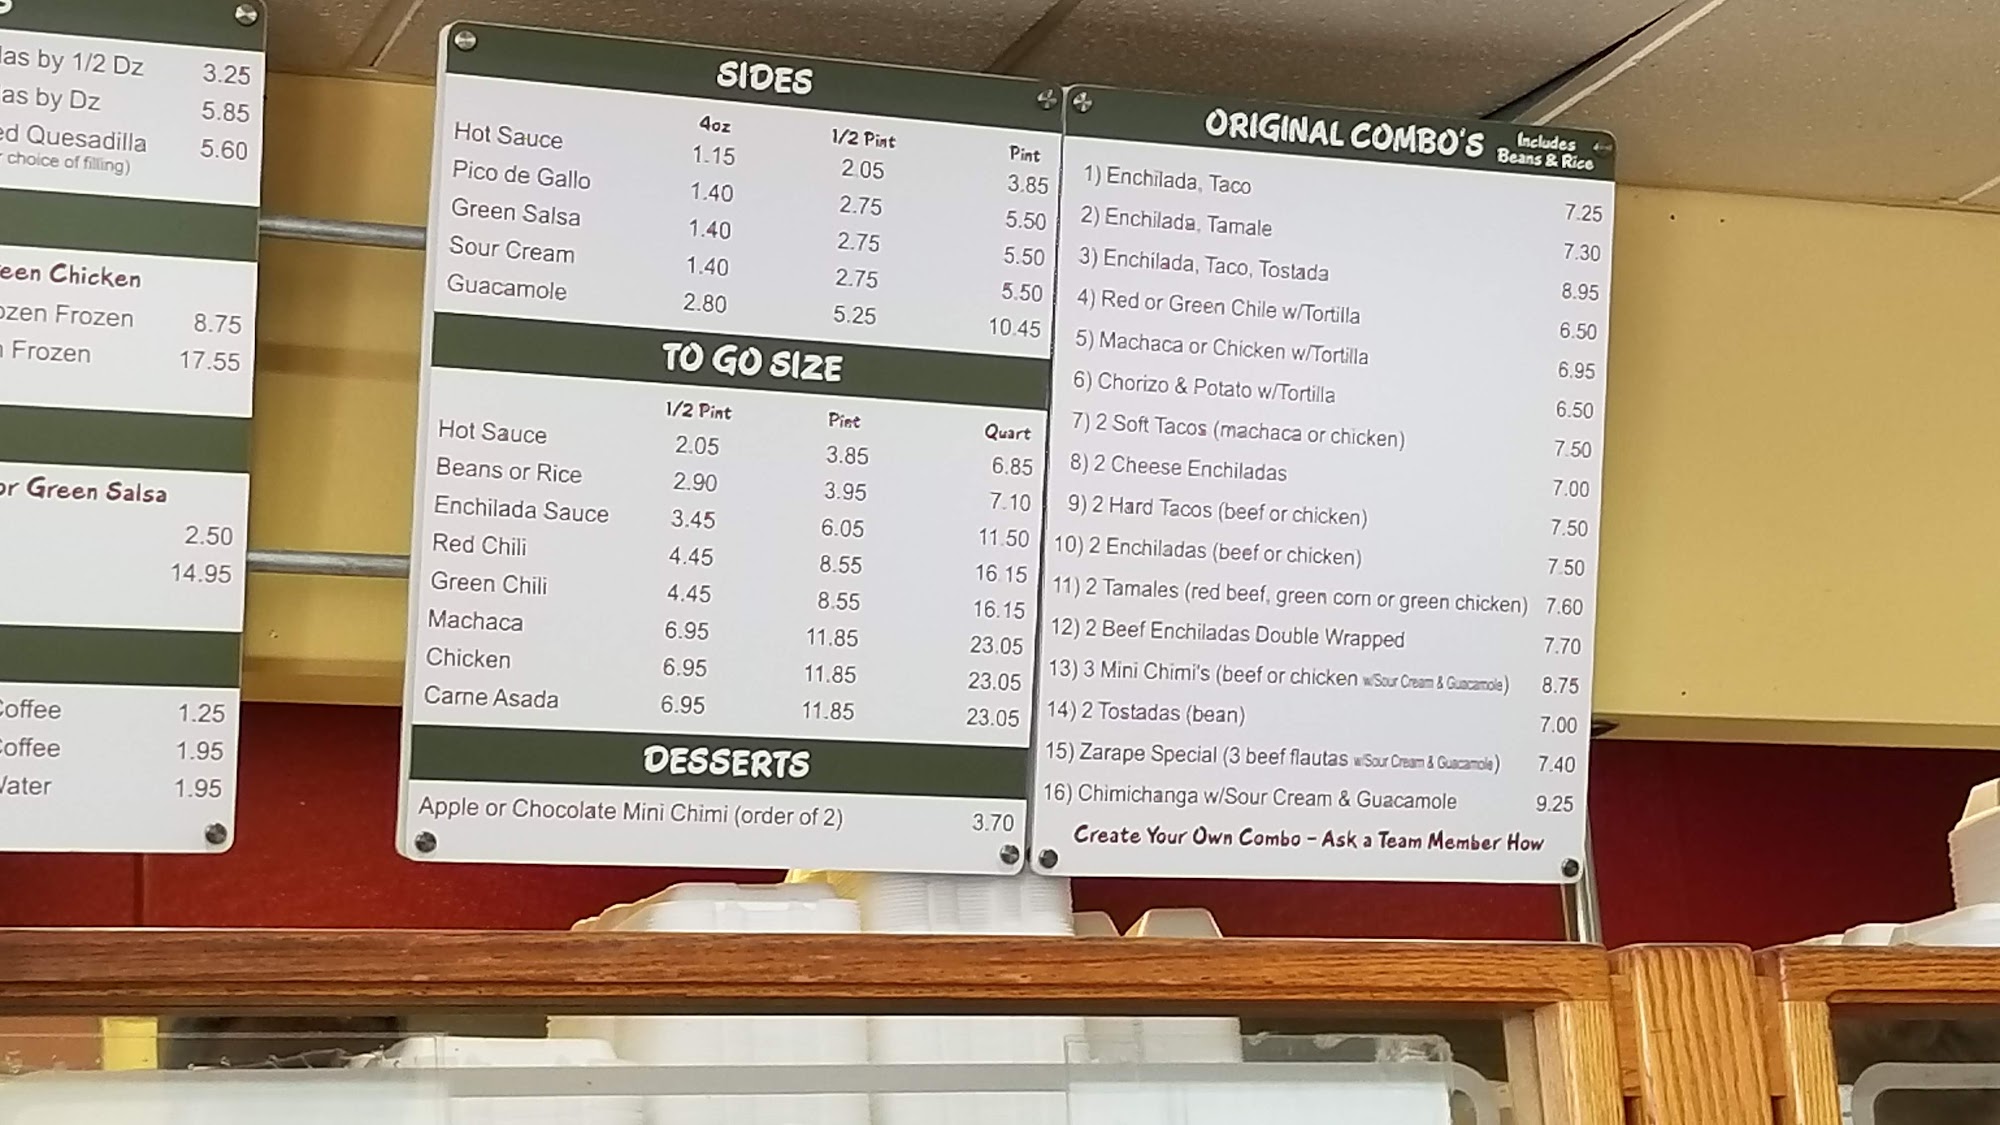 by 1/2 Dz 3.25
by Dz 5.85
Quesadilla 5.60
choice of filling)
Chicken
Frozen 8.75
Frozen 17.55
or Green Salsa
2.50
14.95
Coffee 1.25
Coffee 1.95
Water 1.95
SIDES
4oz 1/2 Pint Pint
Hot Sauce 1.15 2.05 3.85
Pico de Gallo 1.40 2.75 5.50
Green Salsa 1.40 2.75 5.50
Sour Cream 1.40 2.75 5.50
Guacamole 2.80 5.25 10.45
TO GO SIZE
1/2 Pint Pint Quart
Hot Sauce 2.05 3.85 6.85
Beans or Rice 2.90 3.95 7.10
Enchilada Sauce 3.45 6.05 11.50
Red Chili 4.45 8.55 16.15
Green Chili 4.45 8.55 16.15
Machaca 6.95 11.85 23.05
Chicken 6.95 11.85 23.05
Carne Asada 6.95 11.85 23.05
DESSERTS
Apple or Chocolate Mini Chimi (order of 2) 3.70
ORIGINAL COMBO'S Includes
Beans & Rice
1) Enchilada, Taco 7.25
2) Enchilada, Tamale 7.30
3) Enchilada, Taco, Tostada 8.95
4) Red or Green Chile w/Tortilla 6.50
5) Machaca or Chicken w/Tortilla 6.95
6) Chorizo & Potato w/Tortilla 6.50
7) 2 Soft Tacos (machaca or chicken) 7.50
8) 2 Cheese Enchiladas 7.00
9) 2 Hard Tacos (beef or chicken) 7.50
10) 2 Enchiladas (beef or chicken) 7.50
11) 2 Tamales (red beef, green corn or green chicken) 7.60
12) 2 Beef Enchiladas Double Wrapped 7.70
13) 3 Mini Chimi's (beef or chicken w/Sour Cream & Guacamole) 8.75
14) 2 Tostadas (bean) 7.00
15) Zarape Special (3 beef flautas w/Sour Cream & Guacamole) 7.40
16) Chimichanga w/Sour Cream & Guacamole 9.25
Create Your Own Combo - Ask a Team Member How